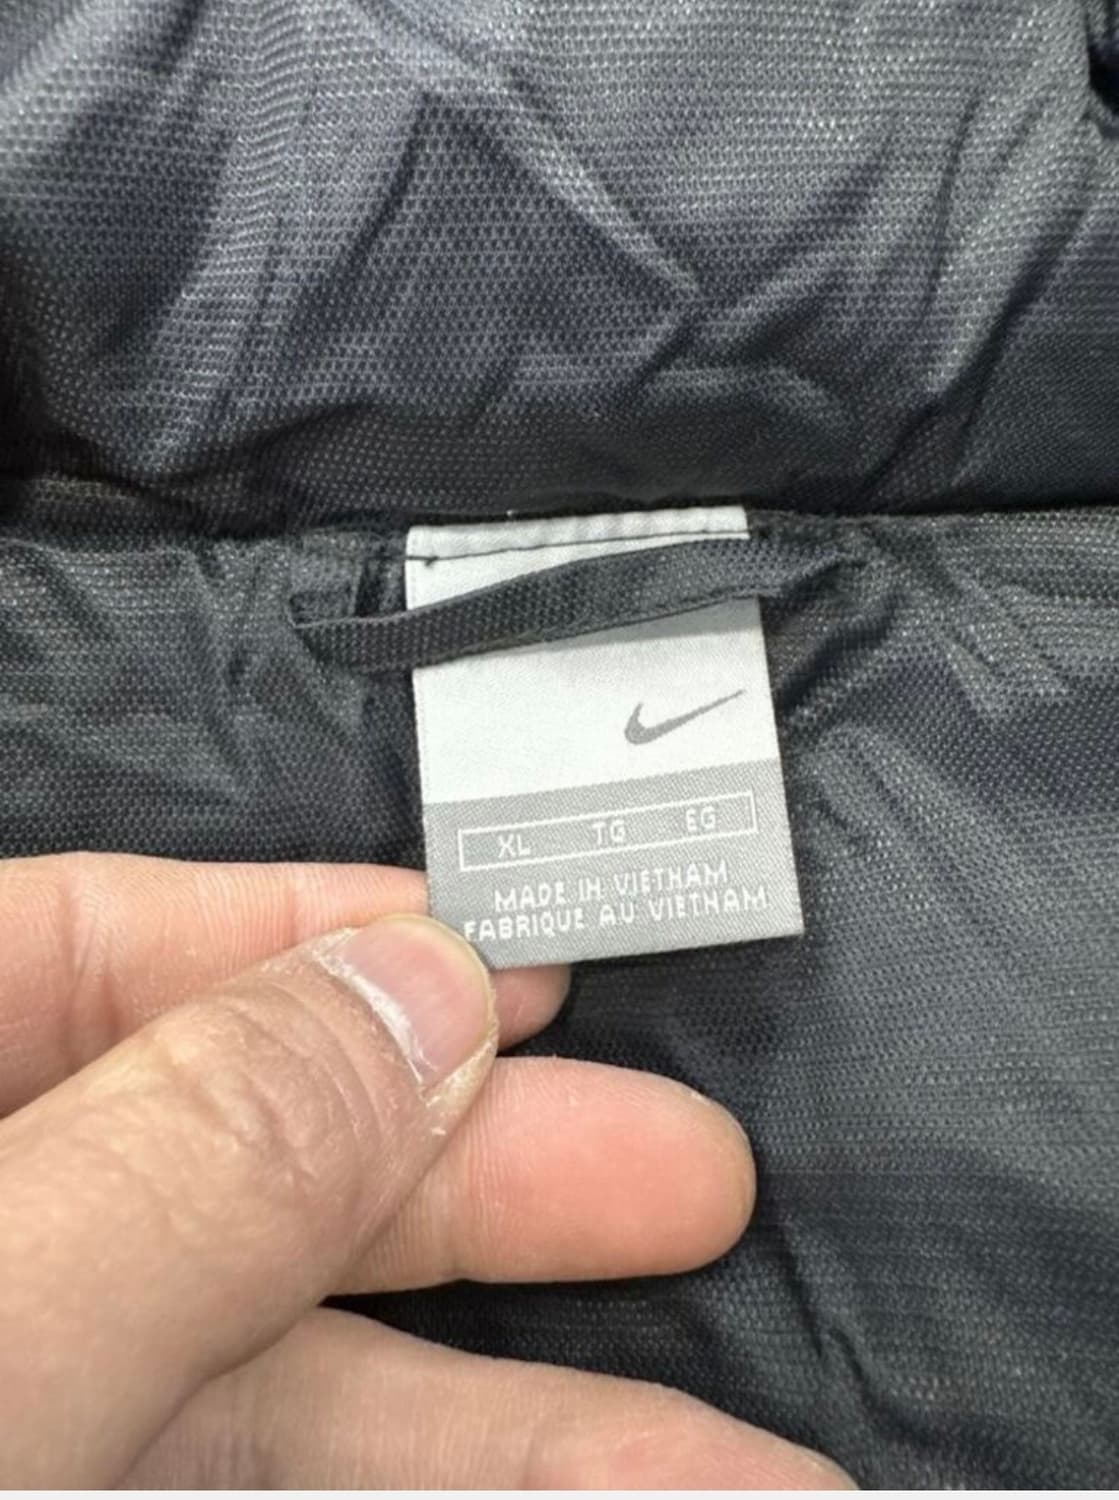 XL TG EG
MADE IN VIETNAM
FABRIQUE AU VIETNAM